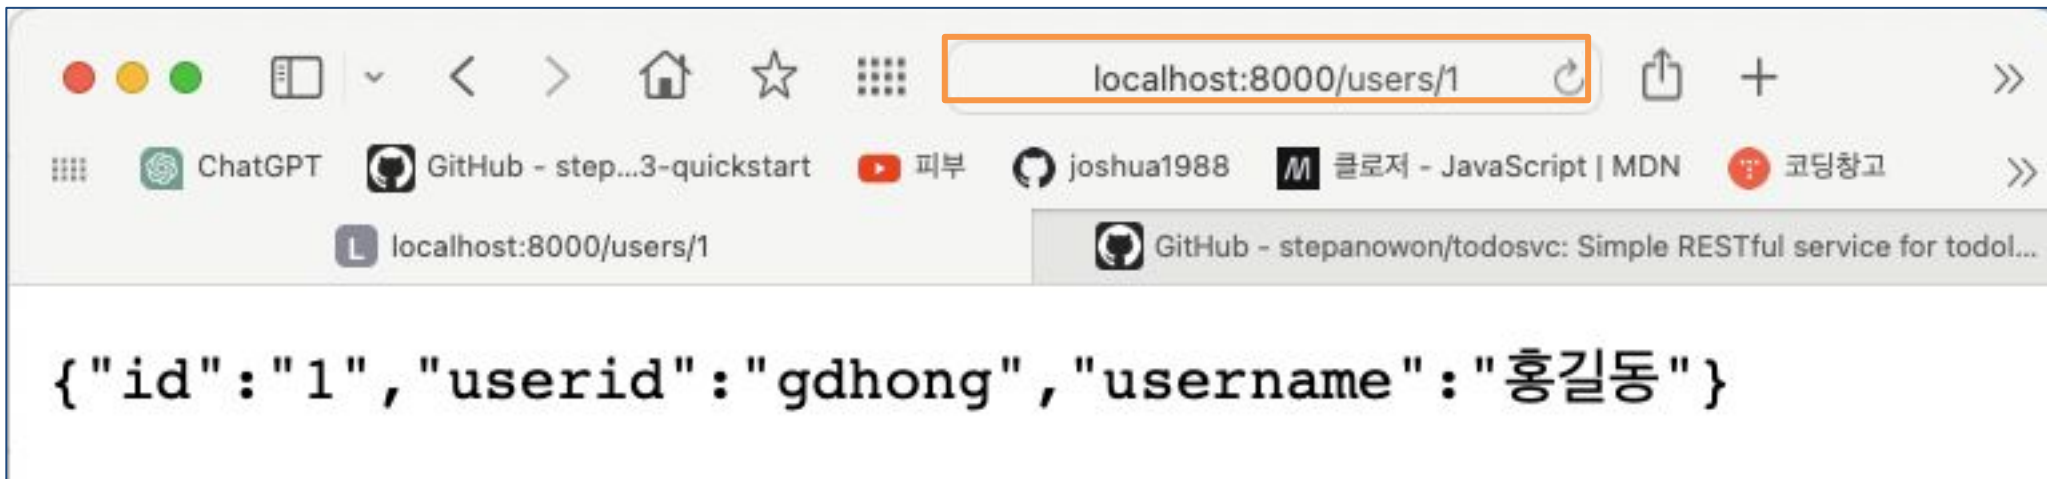 localhost:8000/users/1
ChatGPT GitHub - step...3-quickstart 피부 joshua1988 클로저 - JavaScript | MDN 코딩창고
L localhost:8000/users/1 GitHub - stepanowon/todosvc: Simple RESTful service for todol...
{"id":"1","userid":"gdhong","username":"홍길동"}